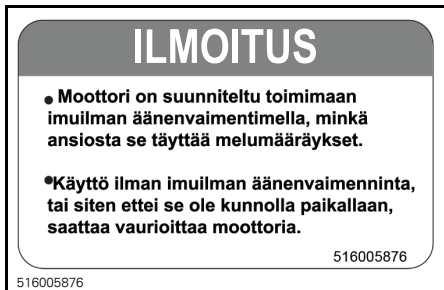 ILMOITUS
• Moottori on suunniteltu toimimaan
imuilman äänenvaimentimella, minkä
ansiosta se täyttää melumääräykset.
•Käyttö ilman imuilman äänenvaimenninta,
tai siten ettei se ole kunnolla paikallaan,
saattaa vaurioittaa moottoria.
516005876
516005876